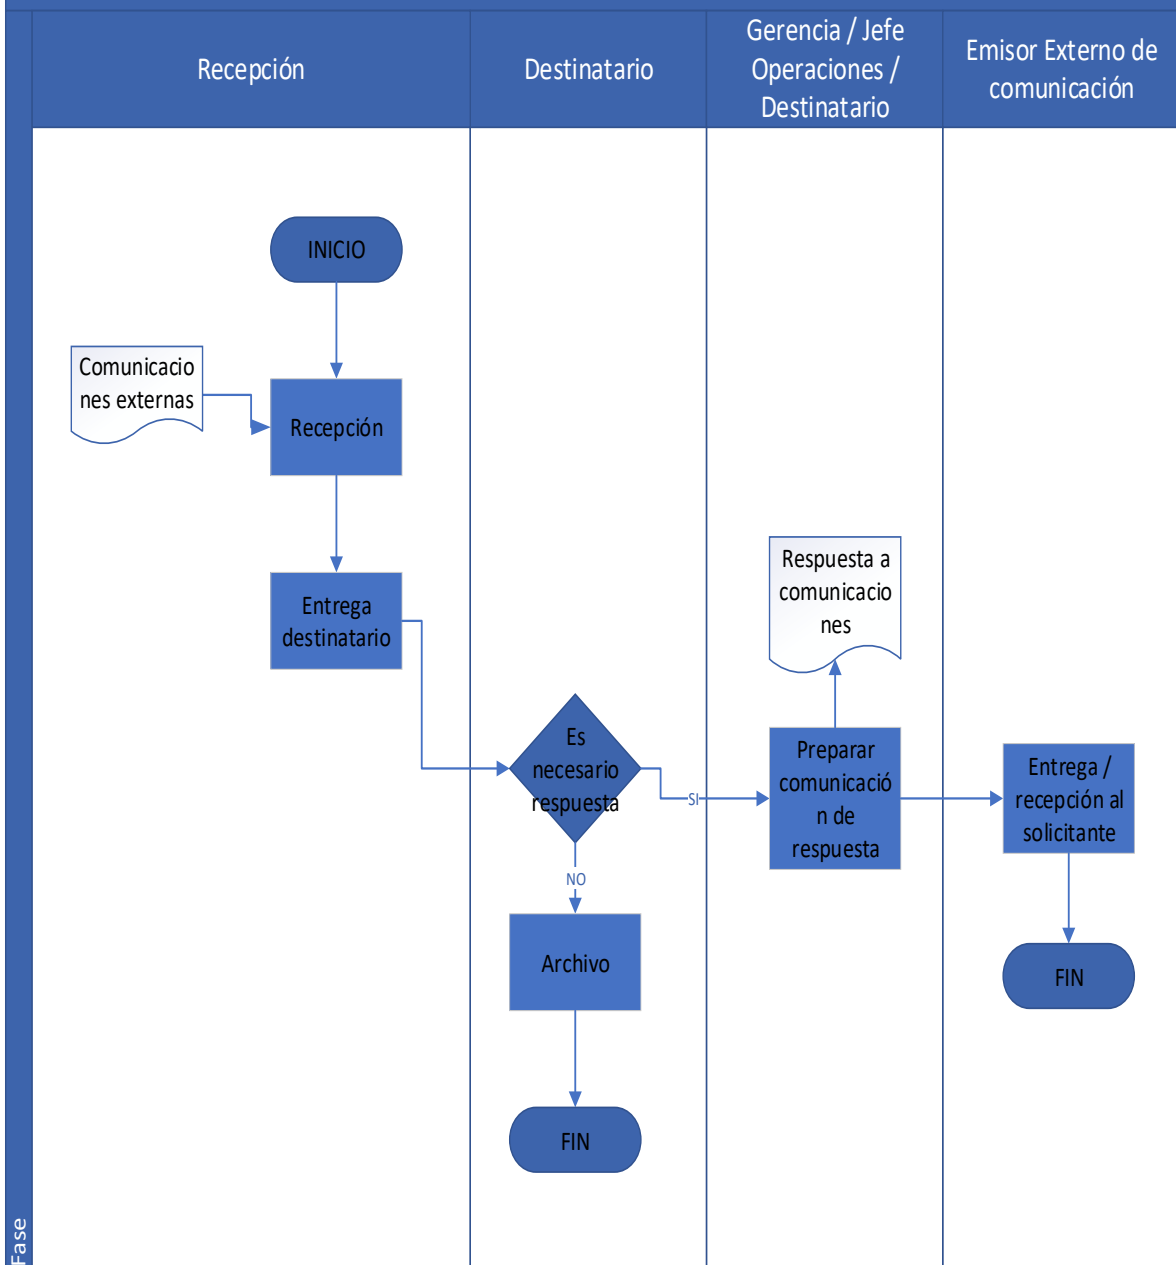 Recepción
Destinatario
Gerencia / Jefe
Operaciones /
Destinatario
Emisor Externo de
comunicación
INICIO
Comunicacio
nes externas
Recepción
Entrega
destinatario
Respuesta a
comunicacio
nes
Es
necesario
respuesta
SI
Preparar
comunicació
n de
respuesta
Entrega /
recepción al
solicitante
NO
Archivo
FIN
FIN
Fase